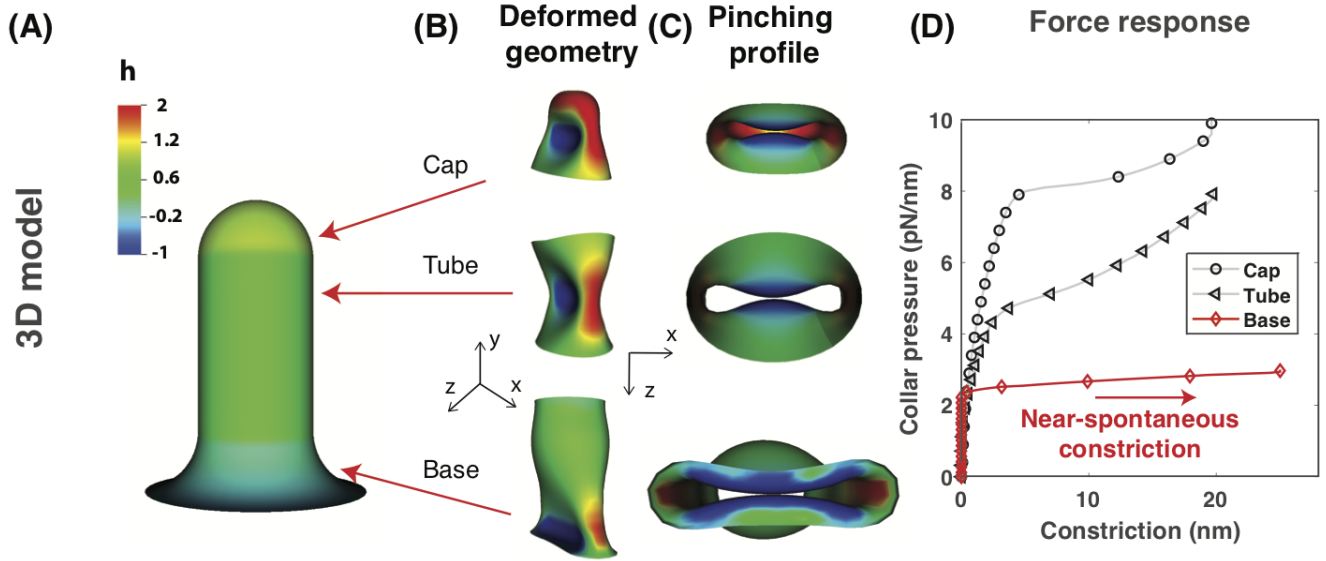 (A)
(B)
Deformed
geometry
(C)
Pinching
profile
(D)
Force response
3D model
h
2
1.2
0.6
-0.2
-1
Cap
Tube
Base
y
z
x
x
z
Collar pressure (pN/nm)
10
8
6
4
2
0
Cap
Tube
Base
Near-spontaneous
constriction
0
10
20
Constriction (nm)